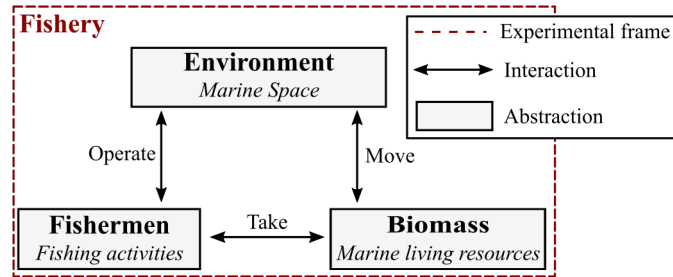 Fishery
Environment
Marine Space
Experimental frame
Interaction
Abstraction
Operate
Move
Fishermen
Fishing activities
Take
Biomass
Marine living resources